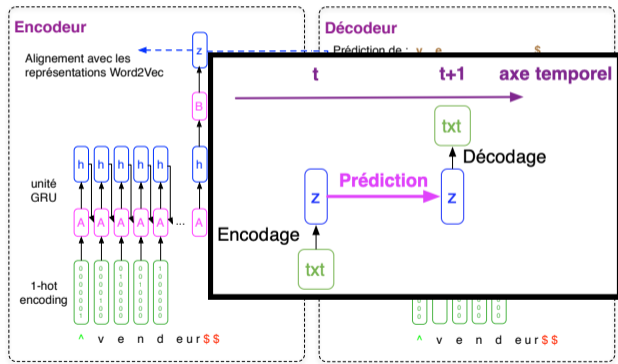 Encodeur
Décodeur
Alignement avec les
représentations Word2Vec
z
Prédiction de : v e $
B
h h h h h h
unité
GRU
A A A A A ... A
1-hot
encoding
^ v e n d e u r $ $
^ v e n d e u r $ $
t t+1 axe temporel
txt
Décodage
Prédiction
z z
Encodage
txt